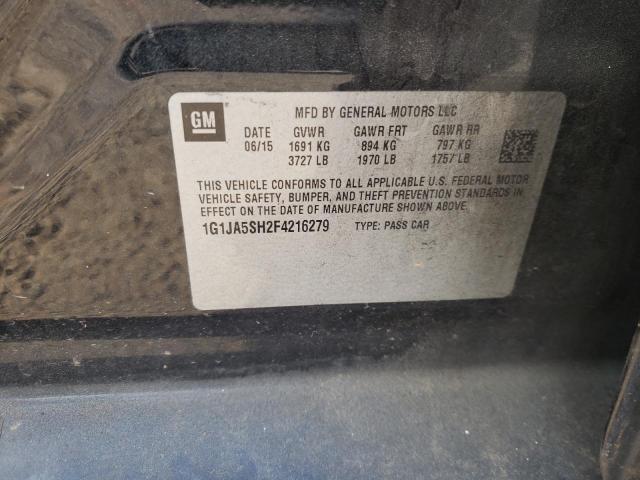 GM
MFD BY GENERAL MOTORS LLC
DATE GVWR GAWR FRT GAWR RR
06/15 1691 KG 894 KG 797 KG
3727 LB 1970 LB 1757 LB
THIS VEHICLE CONFORMS TO ALL APPLICABLE U.S. FEDERAL MOTOR
VEHICLE SAFETY, BUMPER, AND THEFT PREVENTION STANDARDS IN
EFFECT ON THE DATE OF MANUFACTURE SHOWN ABOVE.
1G1JA5SH2F4216279 TYPE: PASS CAR